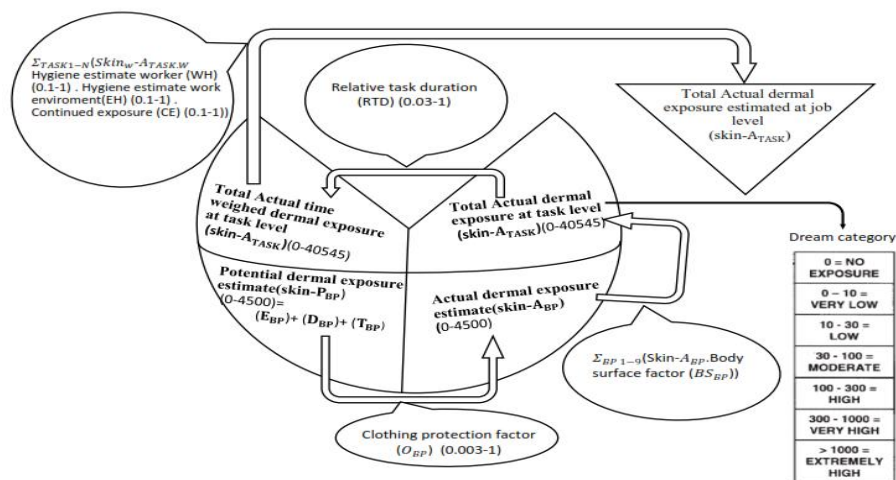 Σ_TASK1−N(Skin_W-A_TASK.W
Hygiene estimate worker (WH)
(0.1-1) . Hygiene estimate work
enviroment(EH) (0.1-1) .
Continued exposure (CE) (0.1-1))
Relative task duration
(RTD) (0.03-1)
Total Actual dermal
exposure estimated at job
level
(skin-A_TASK)
Total Actual time
weighed dermal exposure
at task level
(skin-A_TASK)(0-40545)
Total Actual dermal
exposure at task level
(skin-A_TASK)(0-40545)
Potential dermal exposure
estimate(skin-P_BP)
(0-4500)=
(E_BP)+ (D_BP)+ (T_BP)
Actual dermal exposure
estimate(skin-A_BP)
(0-4500)
Σ_BP 1−9(Skin-A_BP.Body
surface factor (BS_BP))
Clothing protection factor
(O_BP) (0.003-1)
Dream category
0 = NO
EXPOSURE
0 – 10 =
VERY LOW
10 - 30 =
LOW
30 - 100 =
MODERATE
100 - 300 =
HIGH
300 - 1000 =
VERY HIGH
> 1000 =
EXTREMELY
HIGH